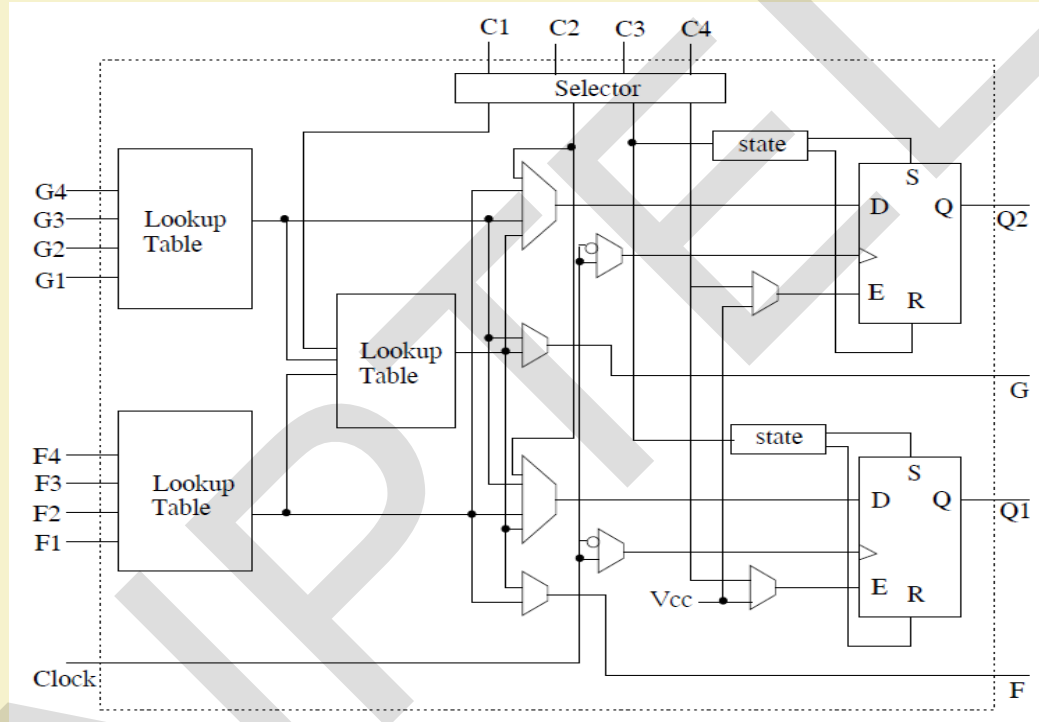 C1 C2 C3 C4
Selector
state
G4
G3
G2
G1
Lookup
Table
S
D Q
Q2
E R
Lookup
Table
G
F4
F3
F2
F1
Lookup
Table
state
S
D Q
Q1
E R
Vcc
Clock
F
NPTEL